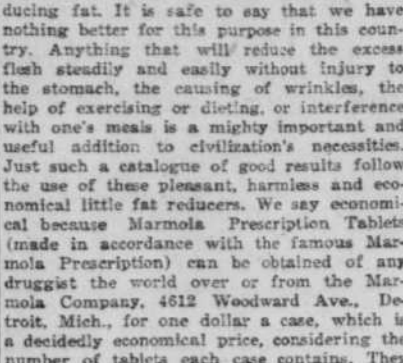 ducing fat. It is safe to say that we have
nothing better for this purpose in this coun-
try. Anything that will reduce the excess
flesh steadily and easily without injury to
the stomach, the causing of wrinkles, the
help of exercising or dieting, or interference
with one's meals is a mighty important and
useful addition to civilization's necessities.
Just such a catalogue of good results follow
the use of these pleasant, harmless and eco-
nomical little fat reducers. We say economi-
cal because Marmola Prescription Tablets
(made in accordance with the famous Mar-
mola Prescription) can be obtained of any
druggist the world over or from the Mar-
mola Company, 4612 Woodward Ave., De-
troit, Mich., for one dollar a case, which is
a decidedly economical price, considering the
number of tablets each case contains. They